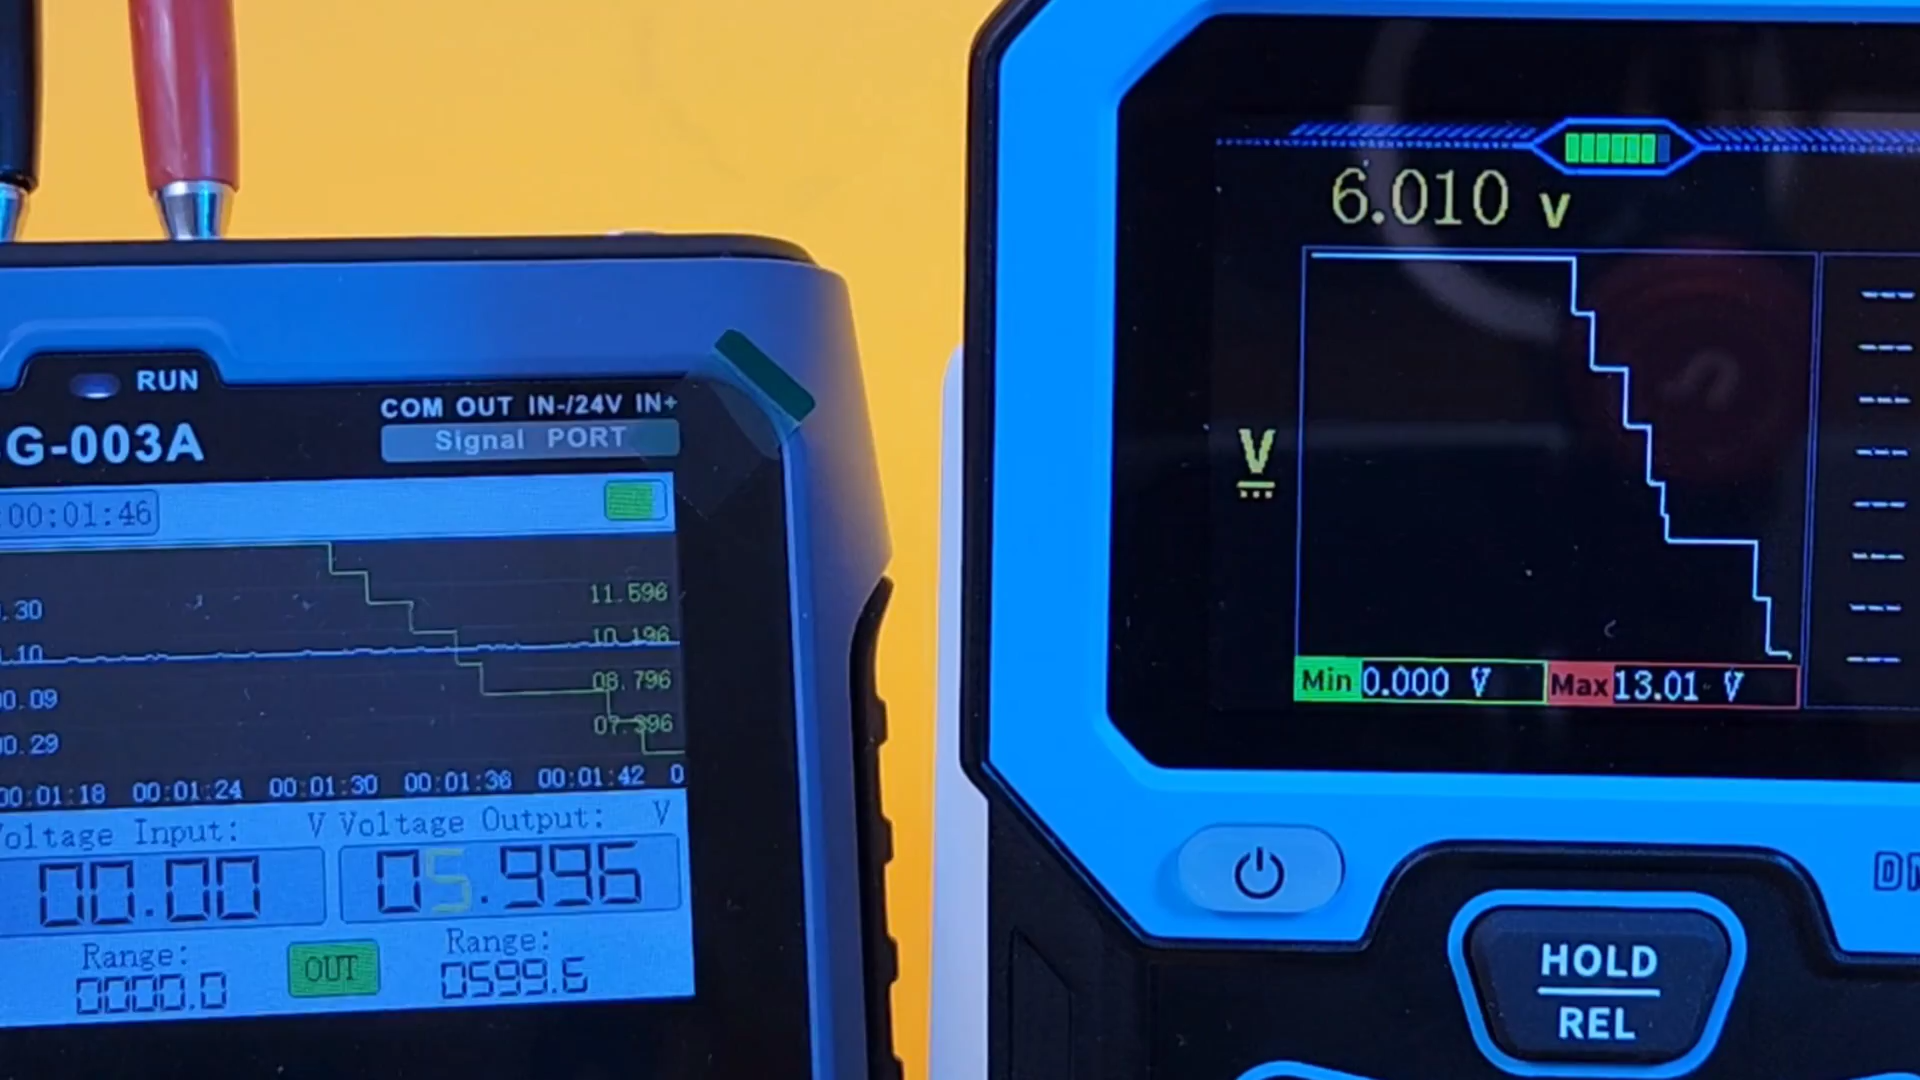 RUN
G-003A
COM OUT IN-/24V IN+
Signal PORT
:00:01:46
11.596
.30
10.196
.10
08.796
00.09
07.396
00.29
00:01:18 00:01:24 00:01:30 00:01:36 00:01:42 0
Voltage Input: V Voltage Output: V
00.00 05.996
Range: OUT Range:
0000.0 0599.6
6.010 V
V
Min 0.000 V Max 13.01 V
DM
HOLD
REL